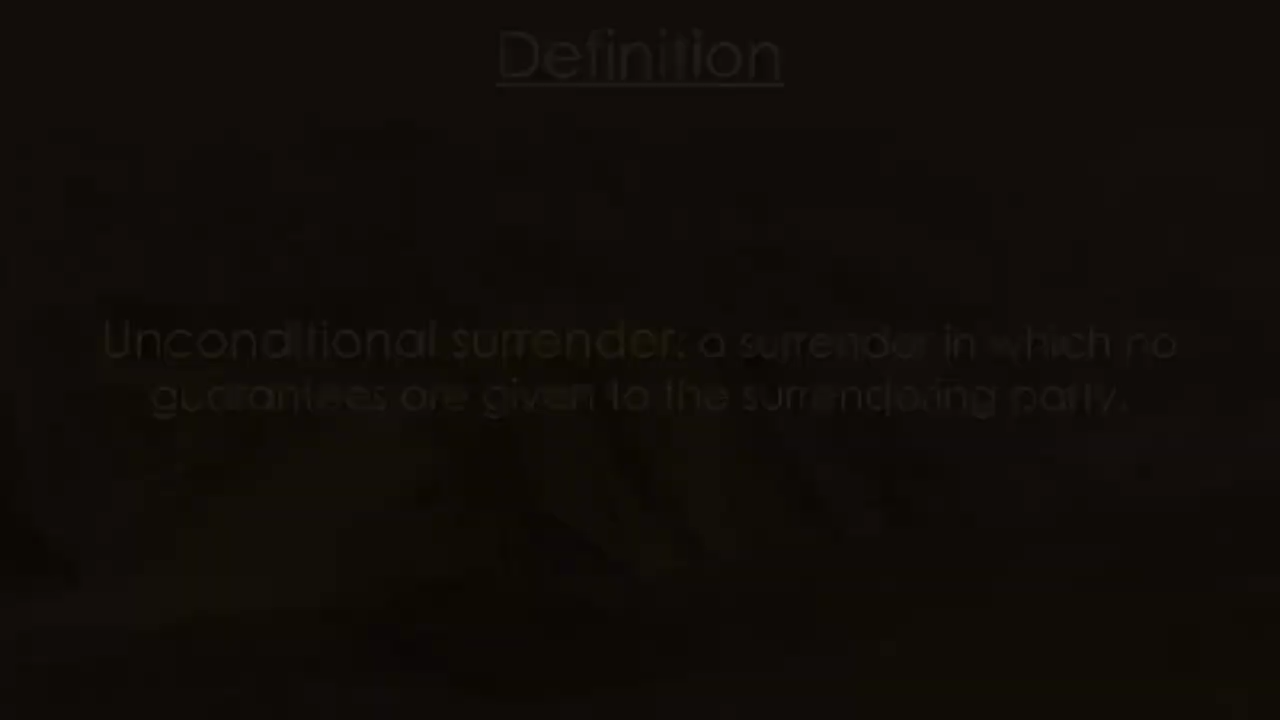 Definition
Unconditional surrender: a surrender in which no
guarantees are given to the surrendering party.